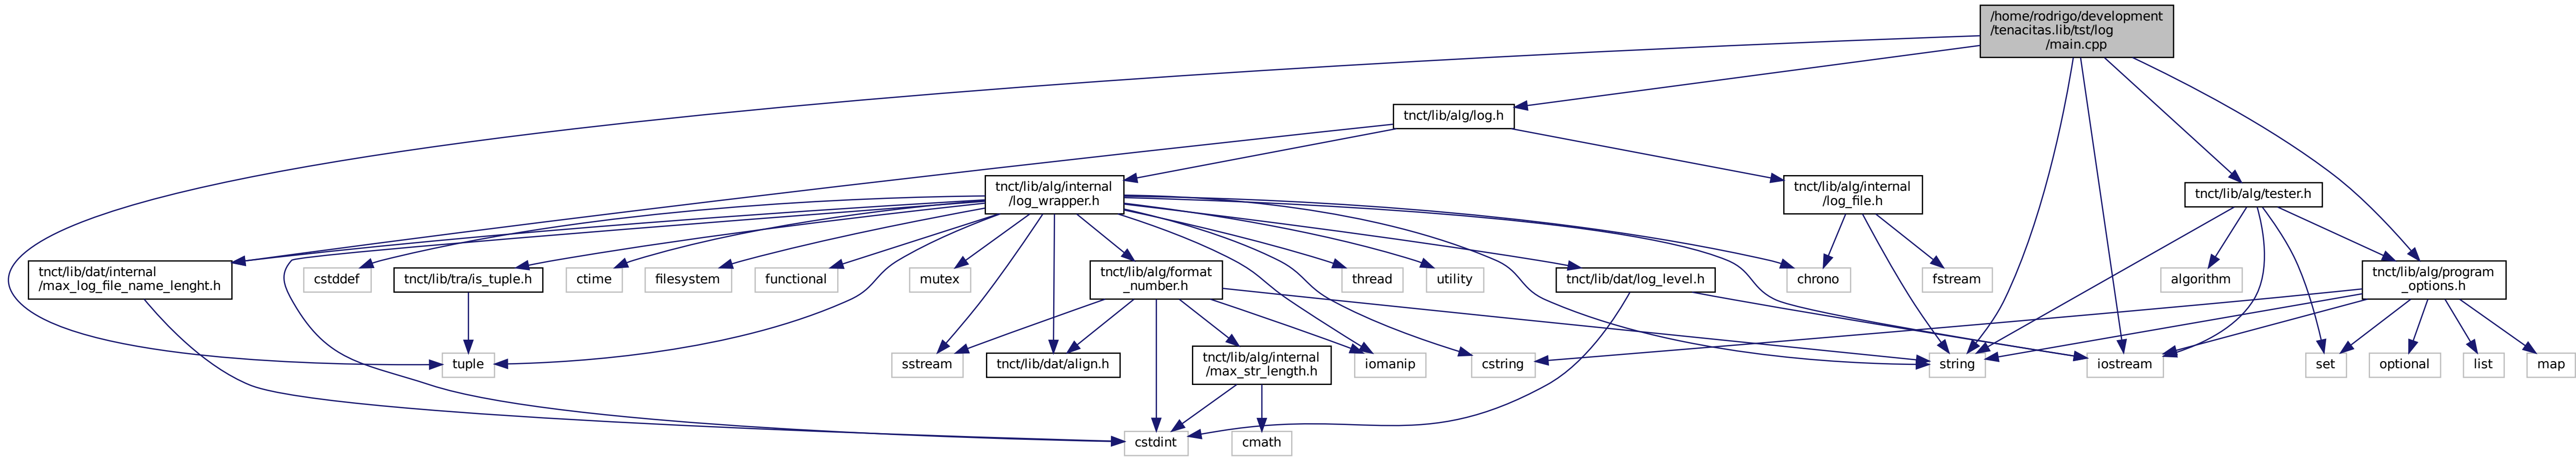 /home/rodrigo/development
/tenacitas.lib/tst/log
/main.cpp
tnct/lib/alg/log.h
tnct/lib/alg/internal
/log_wrapper.h
tnct/lib/alg/internal
/log_file.h
tnct/lib/alg/tester.h
tnct/lib/dat/internal
/max_log_file_name_lenght.h
cstddef
tnct/lib/tra/is_tuple.h
ctime
filesystem
functional
mutex
tnct/lib/alg/format
_number.h
thread
utility
tnct/lib/dat/log_level.h
chrono
fstream
algorithm
tnct/lib/alg/program
_options.h
tuple
sstream
tnct/lib/dat/align.h
tnct/lib/alg/internal
/max_str_length.h
iomanip
cstring
string
iostream
set
optional
list
map
cstdint
cmath